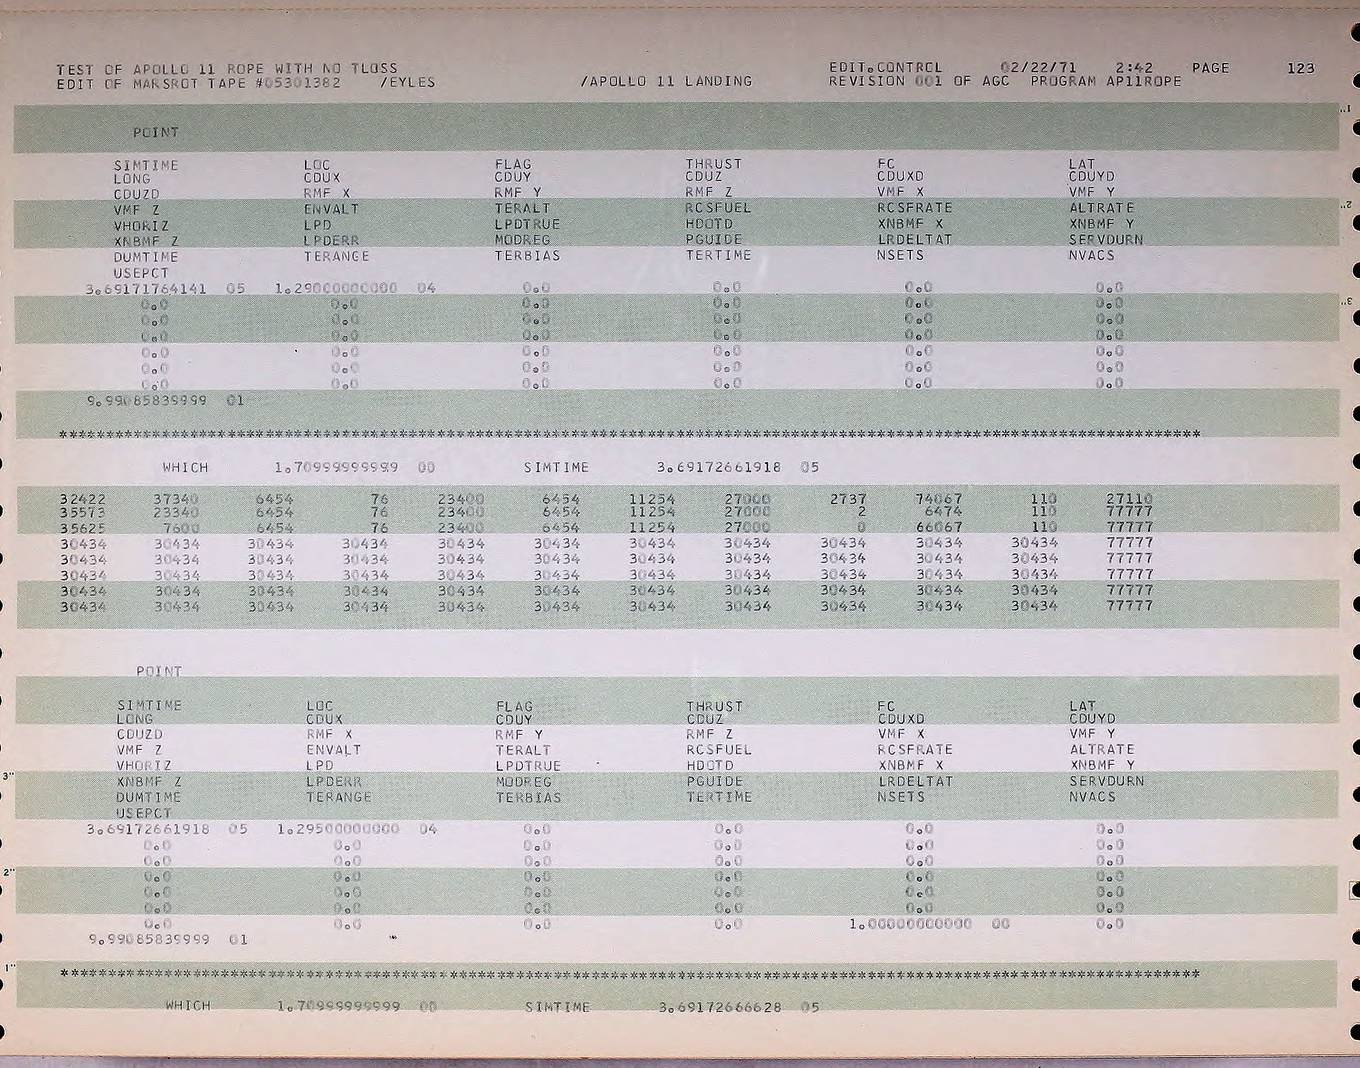 TEST OF APOLLO 11 ROPE WITH NO TLOSS EDIT.CONTROL 02/22/71 2:42 PAGE 123
EDIT OF MARSROT TAPE #05301382 /EYLES /APOLLO 11 LANDING REVISION 001 OF AGC PROGRAM AP11ROPE
POINT
SIMTIME LOC FLAG THRUST FC LAT
LONG CDUX CDUY CDUZ CDUXD CDUYD
CDUZD RMF X RMF Y RMF Z VMF X VMF Y
VMF Z ENVALT TERALT RCSFUEL RCSFRATE ALTRATE
VHORIZ LPD LPDTRUE HDOTD XNBMF X XNBMF Y
XNBMF Z LPDERR MODREG PGUIDE LRDELTAT SERVDURN
DUMTIME TERANGE TERBIAS TERTIME NSETS NVACS
USEPCT
3.69171764141 05 1.29000000000 04 0.0 0.0 0.0 0.0
0.0 0.0 0.0 0.0 0.0 0.0
0.0 0.0 0.0 0.0 0.0 0.0
0.0 0.0 0.0 0.0 0.0 0.0
0.0 0.0 0.0 0.0 0.0 0.0
0.0 0.0 0.0 0.0 0.0 0.0
0.0 0.0 0.0 0.0 0.0 0.0
9.99085839999 01
************************************************************************************************************************
WHICH 1.70999999999 00 SIMTIME 3.69172661918 05
32422 37340 6454 76 23400 6454 11254 27000 2737 74067 110 27110
35573 23340 6454 76 23400 6454 11254 27000 2 6474 110 77777
35625 7600 6454 76 23400 6454 11254 27000 0 66067 110 77777
30434 30434 30434 30434 30434 30434 30434 30434 30434 30434 30434 77777
30434 30434 30434 30434 30434 30434 30434 30434 30434 30434 30434 77777
30434 30434 30434 30434 30434 30434 30434 30434 30434 30434 30434 77777
30434 30434 30434 30434 30434 30434 30434 30434 30434 30434 30434 77777
30434 30434 30434 30434 30434 30434 30434 30434 30434 30434 30434 77777
POINT
SIMTIME LOC FLAG THRUST FC LAT
LONG CDUX CDUY CDUZ CDUXD CDUYD
CDUZD RMF X RMF Y RMF Z VMF X VMF Y
VMF Z ENVALT TERALT RCSFUEL RCSFRATE ALTRATE
VHORIZ LPD LPDTRUE HDOTD XNBMF X XNBMF Y
XNBMF Z LPDERR MODREG PGUIDE LRDELTAT SERVDURN
DUMTIME TERANGE TERBIAS TERTIME NSETS NVACS
USEPCT
3.69172661918 05 1.29500000000 04 0.0 0.0 0.0 0.0
0.0 0.0 0.0 0.0 0.0 0.0
0.0 0.0 0.0 0.0 0.0 0.0
0.0 0.0 0.0 0.0 0.0 0.0
0.0 0.0 0.0 0.0 0.0 0.0
0.0 0.0 0.0 0.0 0.0 0.0
0.0 0.0 0.0 0.0 1.00000000000 00 0.0
9.99085839999 01
************************************************************************************************************************
WHICH 1.70999999999 00 SIMTIME 3.69172666628 05
3"
2"
1"
1"
2"
3"